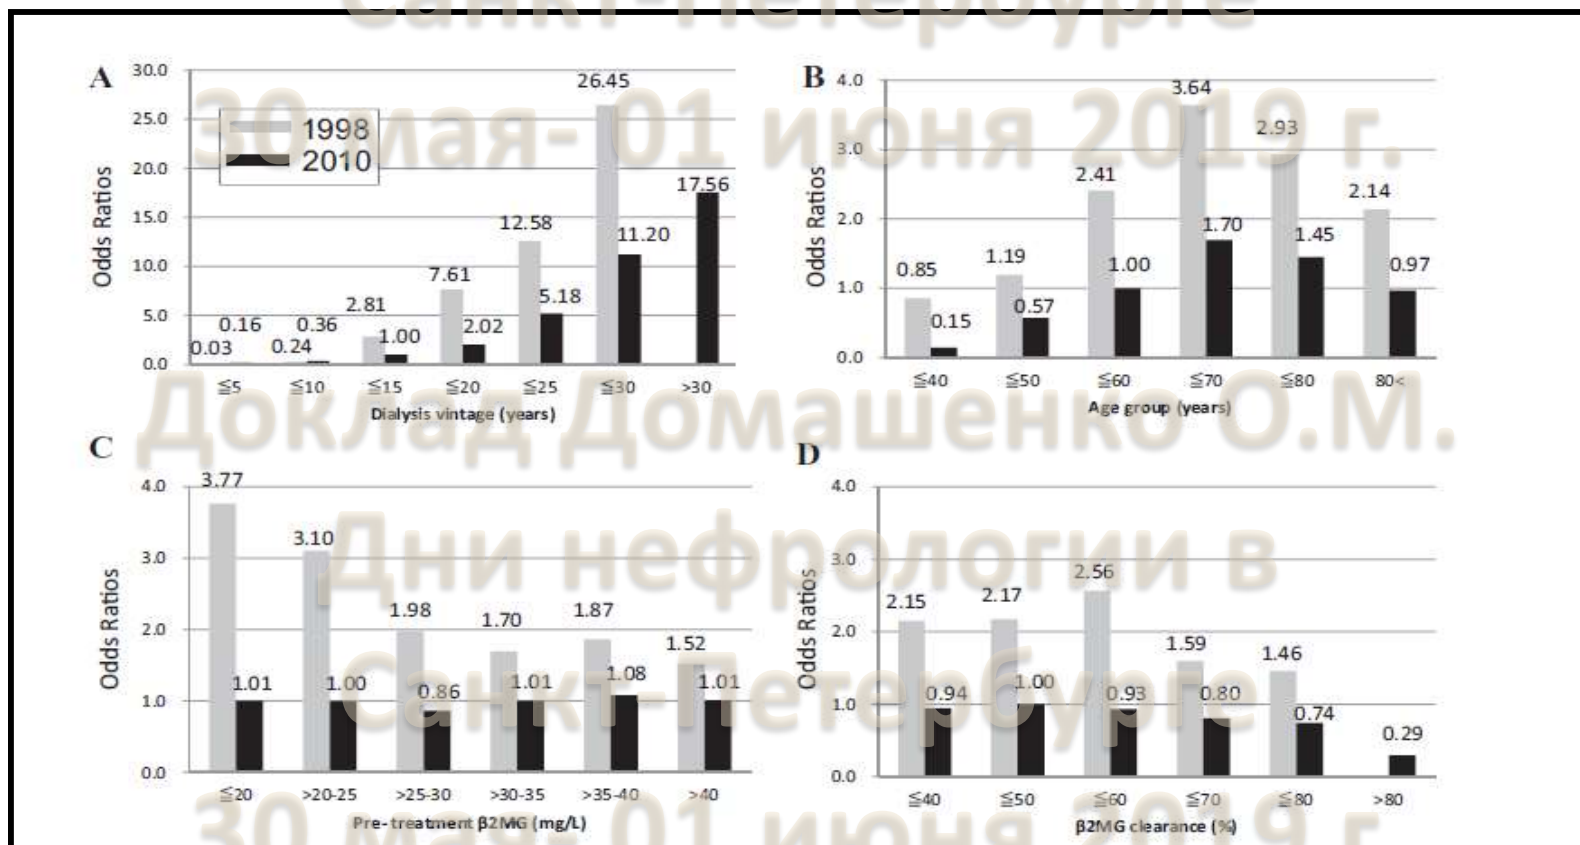 Санкт-Петербурге
A
30.0
25.0
20.0
15.0
10.0
5.0
0.0
Odds Ratios
1998
2010
0.03 0.16
0.24 0.36
2.81 1.00
7.61 2.02
12.58 5.18
26.45 11.20
17.56
≦5 ≦10 ≦15 ≦20 ≦25 ≦30 >30
Dialysis vintage (years)
B
4.0
3.0
2.0
1.0
0.0
Odds Ratios
0.85 0.15
1.19 0.57
2.41 1.00
3.64 1.70
2.93 1.45
2.14 0.97
≦40 ≦50 ≦60 ≦70 ≦80 80<
Age group (years)
30 мая- 01 июня 2019 г.
Доклад Домашенко О.М.
C
4.0
3.0
2.0
1.0
0.0
Odds Ratios
3.77 1.01
3.10 1.00
1.98 0.86
1.70 1.01
1.87 1.08
1.52 1.01
≦20 >20-25 >25-30 >30-35 >35-40 >40
Pre-treatment β2MG (mg/L)
D
4.0
3.0
2.0
1.0
0.0
Odds Ratios
2.15 0.94
2.17 1.00
2.56 0.93
1.59 0.80
1.46 0.74
0.29
≦40 ≦50 ≦60 ≦70 ≦80 >80
β2MG clearance (%)
Дни нефрологии в
Санкт-Петербурге
30 мая- 01 июня 2019 г